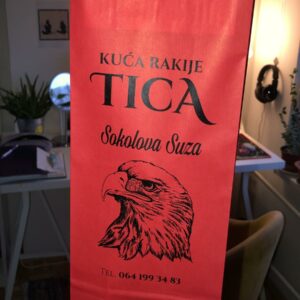 KUĆA RAKIJE
TICA
Sokolova Suza
TEL. 064 199 34 83